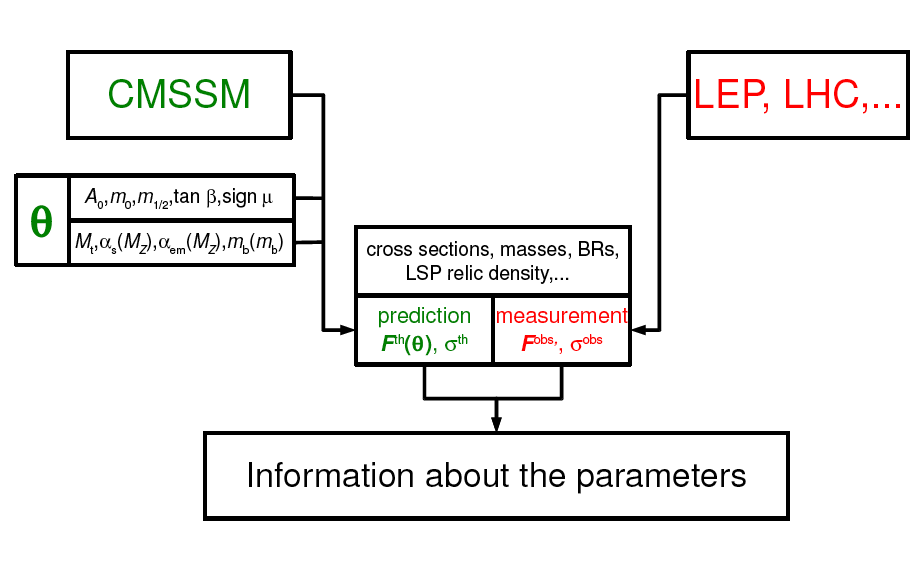 CMSSM
LEP, LHC,...
θ
A0,m0,m1/2,tan β,sign μ
Mt,αs(MZ),αem(MZ),mb(mb)
cross sections, masses, BRs,
LSP relic density,...
prediction
Fth(θ), σth
measurement
Fobs,, σobs
Information about the parameters